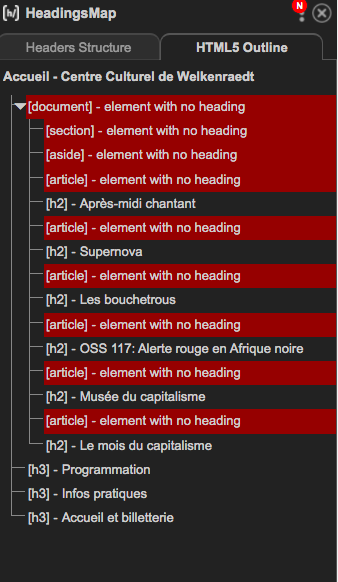 [h/] HeadingsMap
N
Headers Structure
HTML5 Outline
Accueil - Centre Culturel de Welkenraedt
[document] - element with no heading
[section] - element with no heading
[aside] - element with no heading
[article] - element with no heading
[h2] - Après-midi chantant
[article] - element with no heading
[h2] - Supernova
[article] - element with no heading
[h2] - Les bouchetrous
[article] - element with no heading
[h2] - OSS 117: Alerte rouge en Afrique noire
[article] - element with no heading
[h2] - Musée du capitalisme
[article] - element with no heading
[h2] - Le mois du capitalisme
[h3] - Programmation
[h3] - Infos pratiques
[h3] - Accueil et billetterie